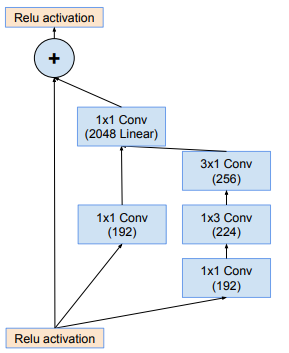 Relu activation
+
1x1 Conv
(2048 Linear)
3x1 Conv
(256)
1x1 Conv
(192)
1x3 Conv
(224)
1x1 Conv
(192)
Relu activation